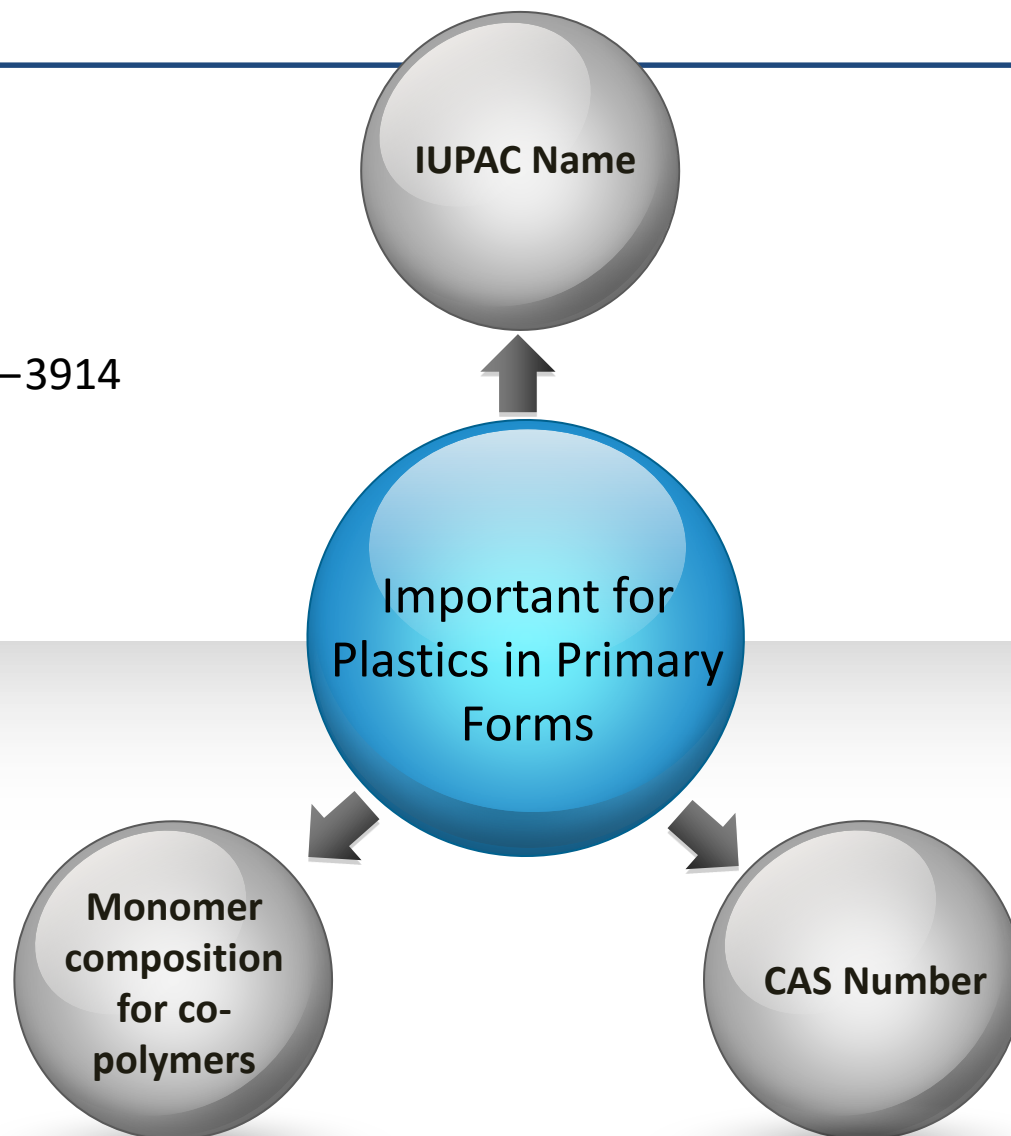 IUPAC Name
–3914
Important for
Plastics in Primary
Forms
Monomer
composition
for co-
polymers
CAS Number